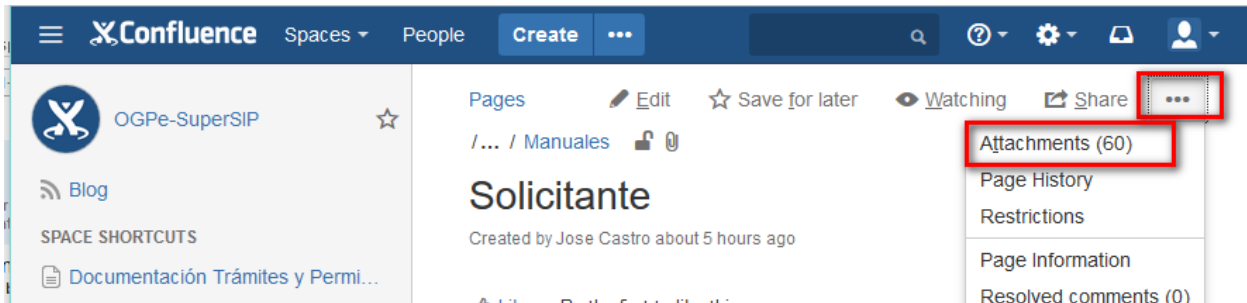 Confluence Spaces People Create •••
OGPe-SuperSIP
Blog
SPACE SHORTCUTS
Documentación Trámites y Permi...
Pages Edit Save for later Watching Share •••
/... / Manuales
Solicitante
Created by Jose Castro about 5 hours ago
Attachments (60)
Page History
Restrictions
Page Information
Resolved comments (0)